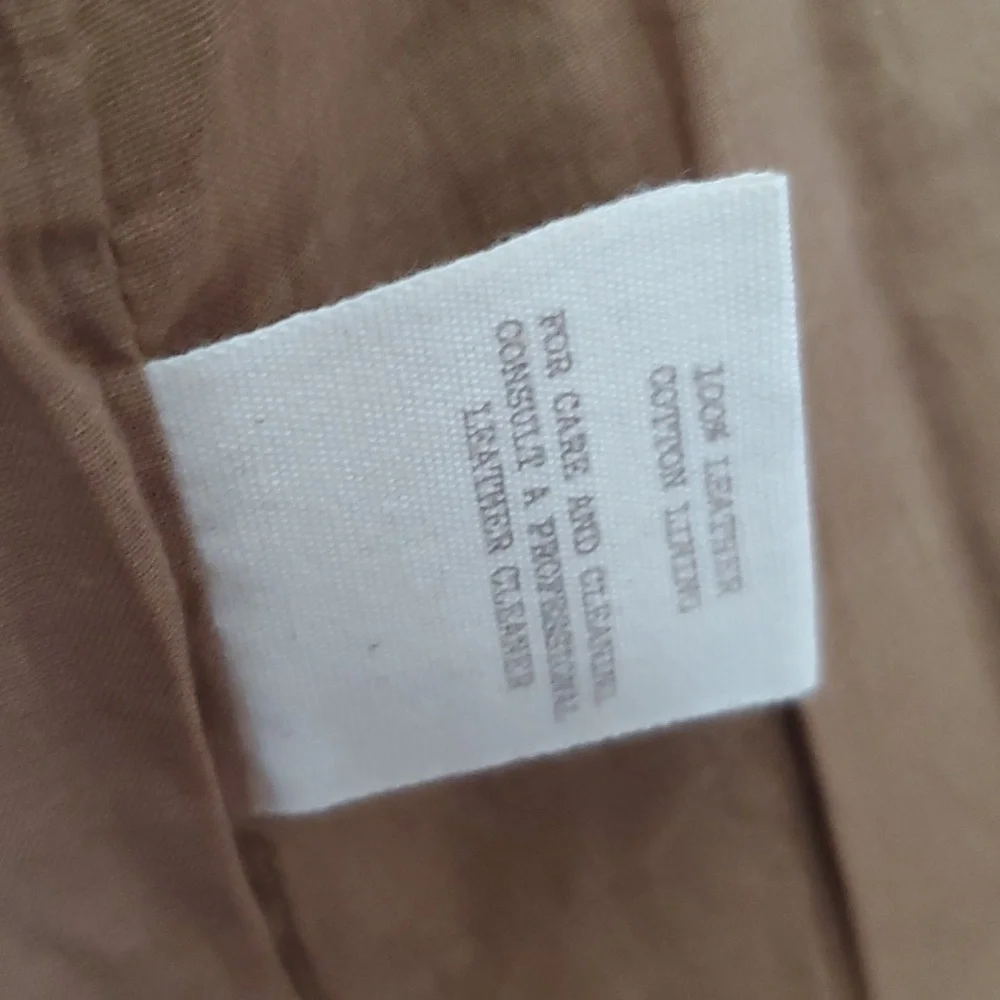 100% LEATHER
COTTON LINING
FOR CARE AND CLEANING
CONSULT A PROFESSIONAL
LEATHER CLEANER